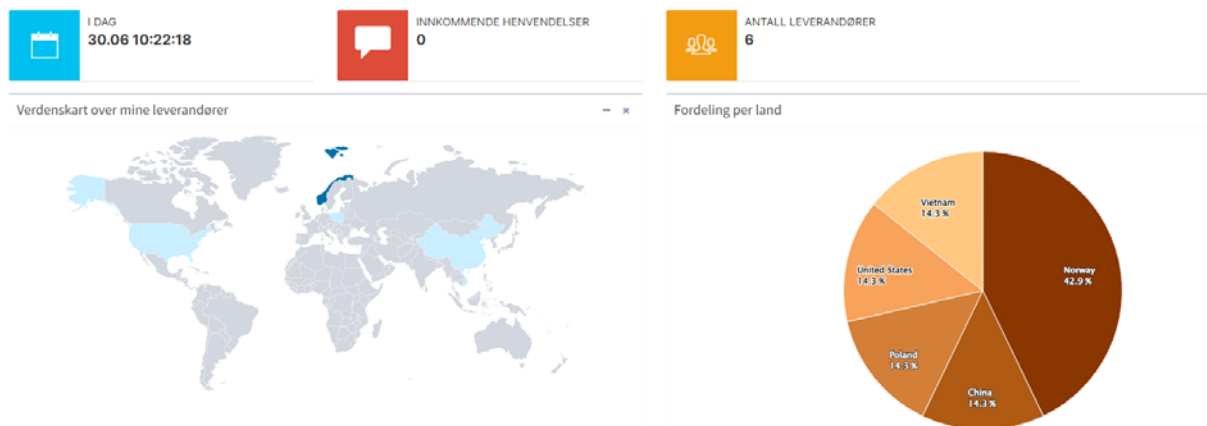 I DAG
30.06 10:22:18
INNKOMMENDE HENVENDELSER
0
ANTALL LEVERANDØRER
6
Verdenskart over mine leverandører
Fordeling per land
Vietnam
14.3 %
United States
14.3 %
Poland
14.3 %
China
14.3 %
Norway
42.9 %